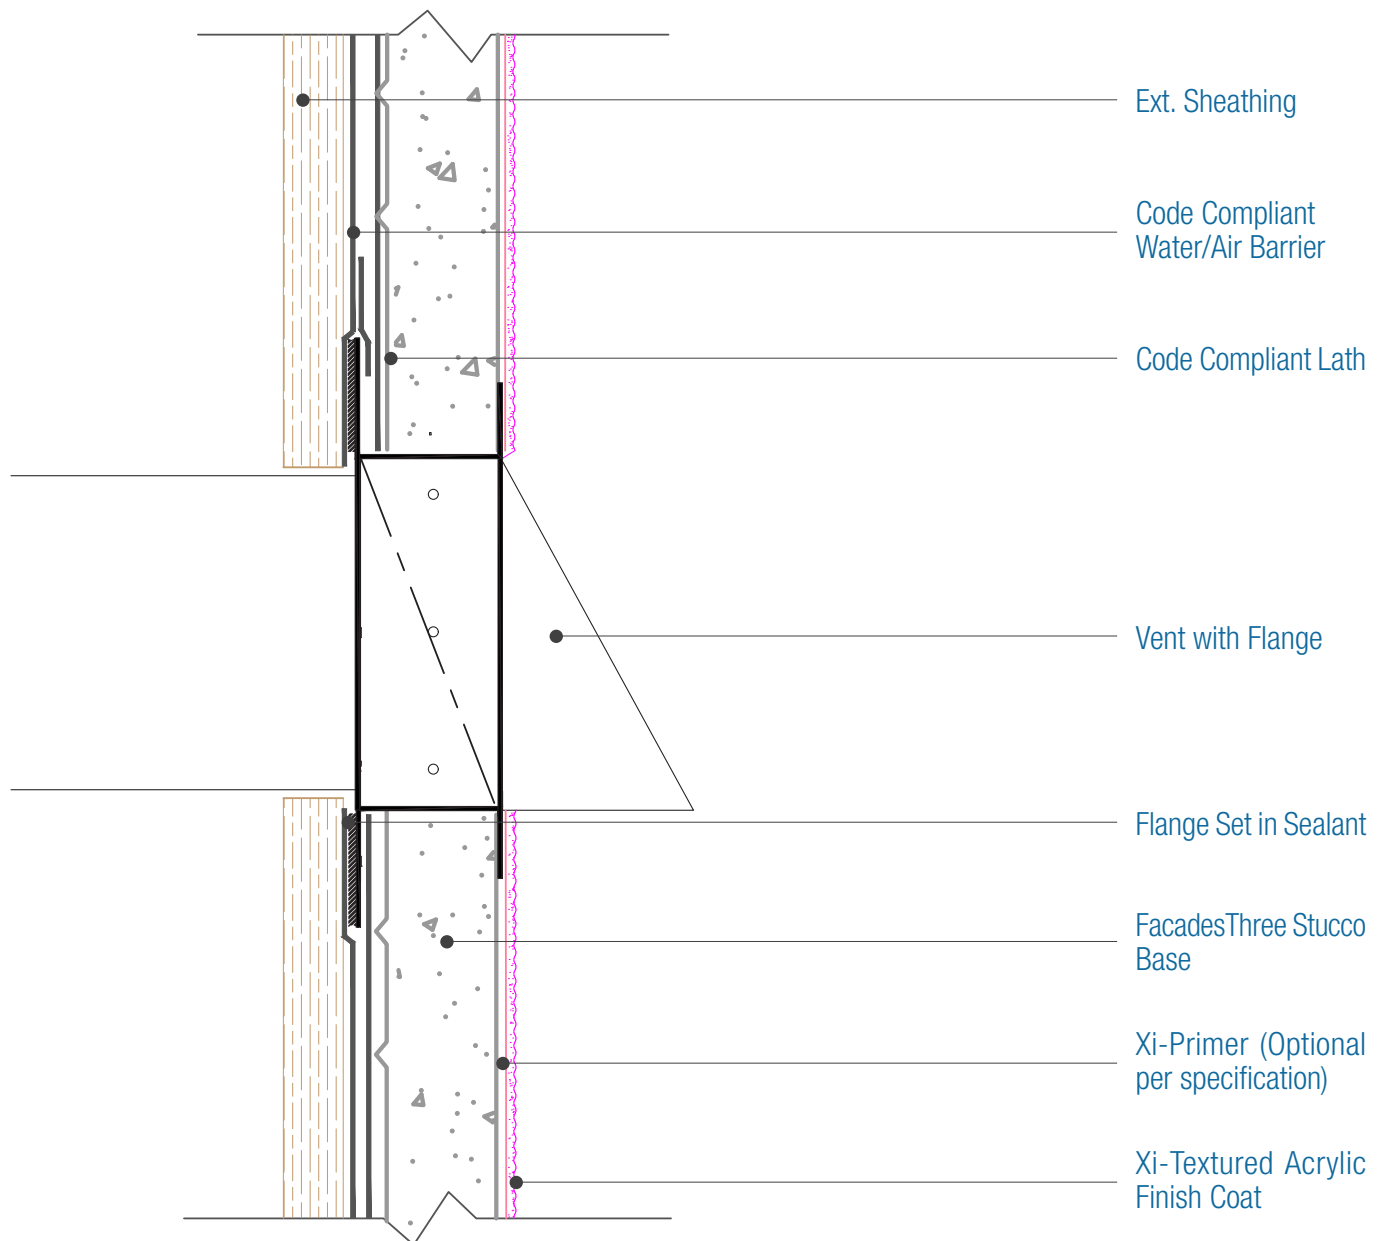 Ext. Sheathing
Code Compliant
Water/Air Barrier
Code Compliant Lath
Vent with Flange
Flange Set in Sealant
FacadesThree Stucco
Base
Xi-Primer (Optional
per specification)
Xi-Textured Acrylic
Finish Coat